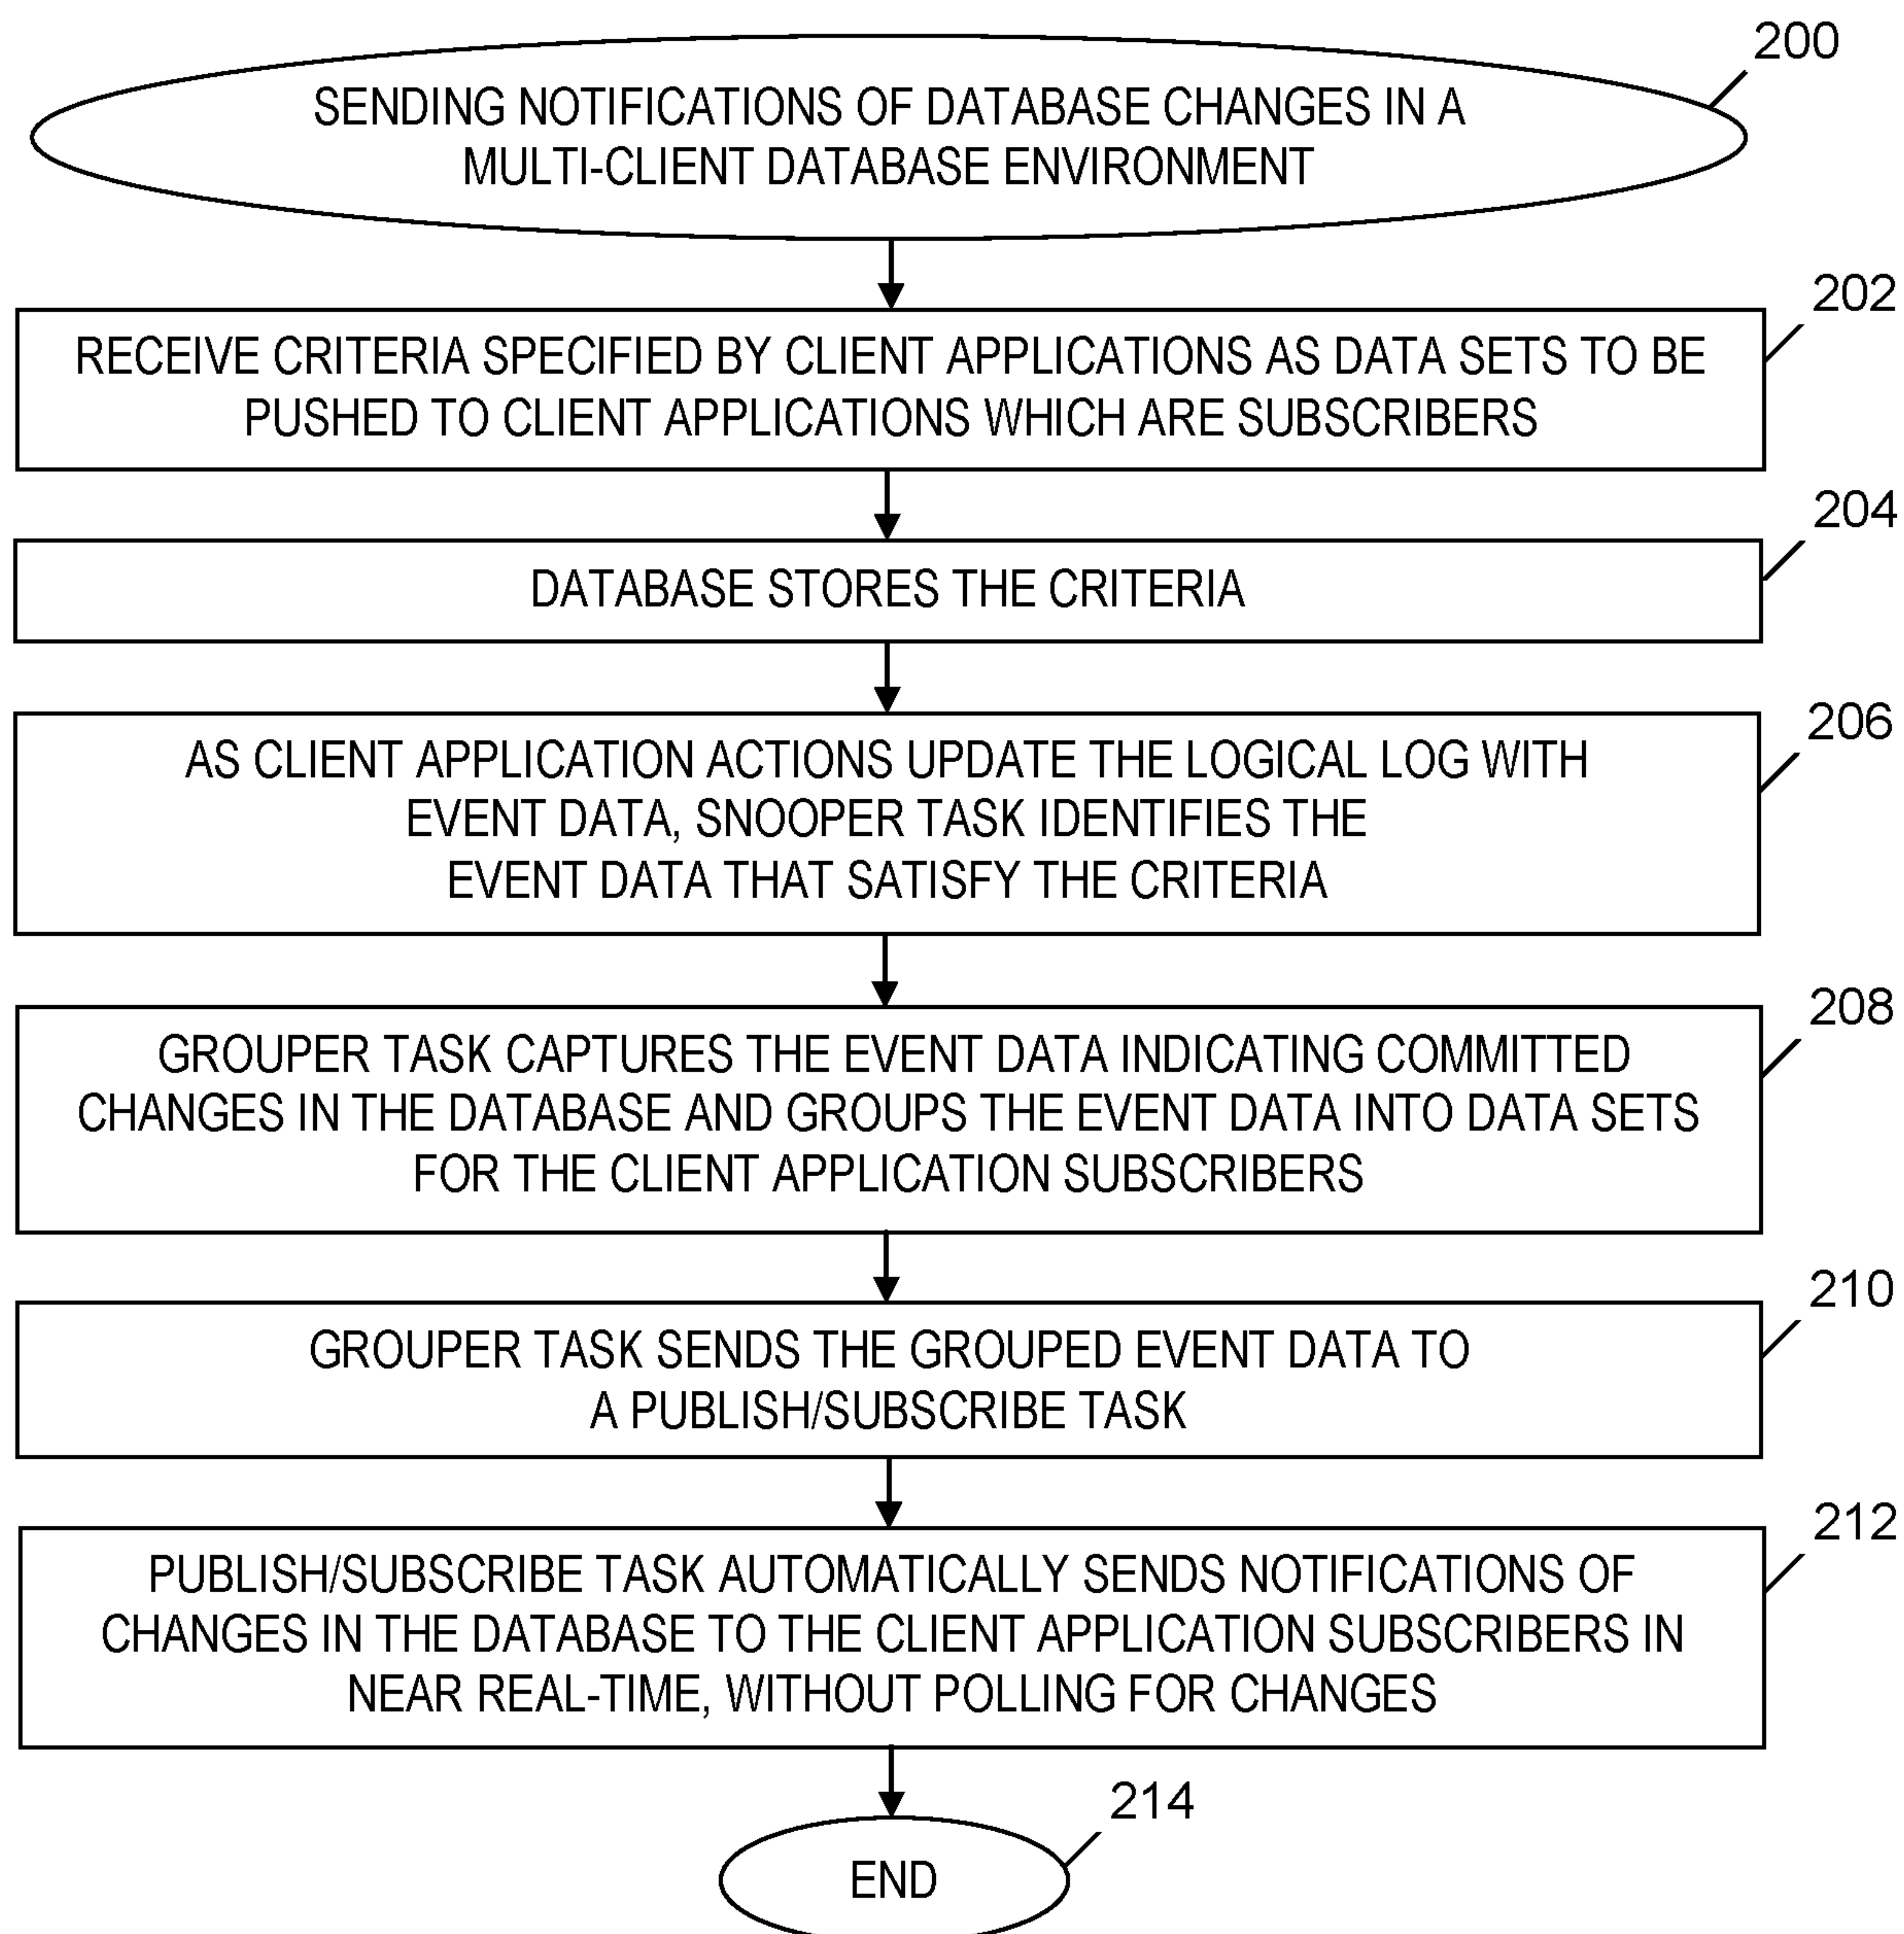 200
SENDING NOTIFICATIONS OF DATABASE CHANGES IN A
MULTI-CLIENT DATABASE ENVIRONMENT
202
RECEIVE CRITERIA SPECIFIED BY CLIENT APPLICATIONS AS DATA SETS TO BE
PUSHED TO CLIENT APPLICATIONS WHICH ARE SUBSCRIBERS
204
DATABASE STORES THE CRITERIA
206
AS CLIENT APPLICATION ACTIONS UPDATE THE LOGICAL LOG WITH
EVENT DATA, SNOOPER TASK IDENTIFIES THE
EVENT DATA THAT SATISFY THE CRITERIA
208
GROUPER TASK CAPTURES THE EVENT DATA INDICATING COMMITTED
CHANGES IN THE DATABASE AND GROUPS THE EVENT DATA INTO DATA SETS
FOR THE CLIENT APPLICATION SUBSCRIBERS
210
GROUPER TASK SENDS THE GROUPED EVENT DATA TO
A PUBLISH/SUBSCRIBE TASK
212
PUBLISH/SUBSCRIBE TASK AUTOMATICALLY SENDS NOTIFICATIONS OF
CHANGES IN THE DATABASE TO THE CLIENT APPLICATION SUBSCRIBERS IN
NEAR REAL-TIME, WITHOUT POLLING FOR CHANGES
214
END